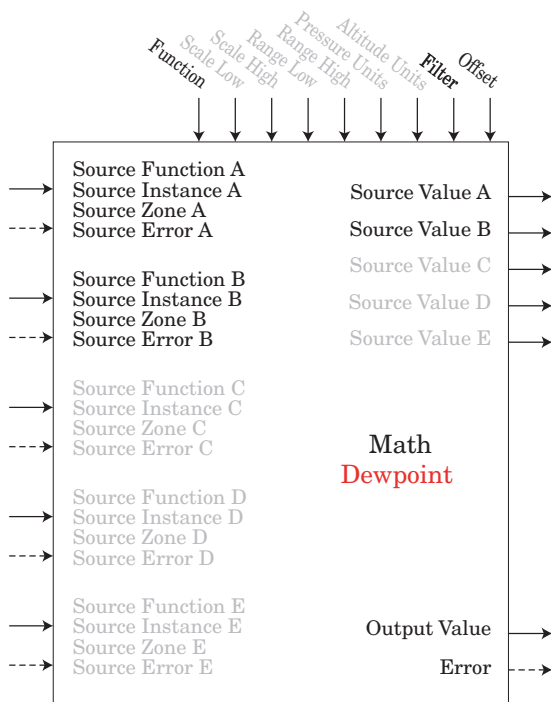 Function
Scale Low
Scale High
Range Low
Range High
Pressure Units
Altitude Units
Filter
Offset
Source Function A
Source Instance A
Source Zone A
Source Error A
Source Function B
Source Instance B
Source Zone B
Source Error B
Source Function C
Source Instance C
Source Zone C
Source Error C
Source Function D
Source Instance D
Source Zone D
Source Error D
Source Function E
Source Instance E
Source Zone E
Source Error E
Source Value A
Source Value B
Source Value C
Source Value D
Source Value E
Math
Dewpoint
Output Value
Error